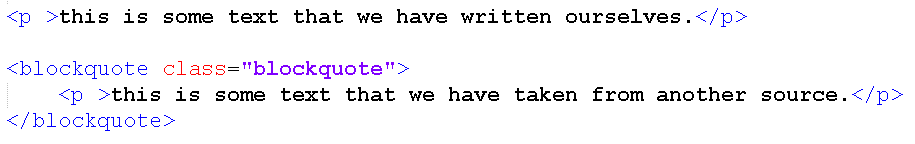 <p >this is some text that we have written ourselves.</p>
<blockquote class="blockquote">
<p >this is some text that we have taken from another source.</p>
</blockquote>